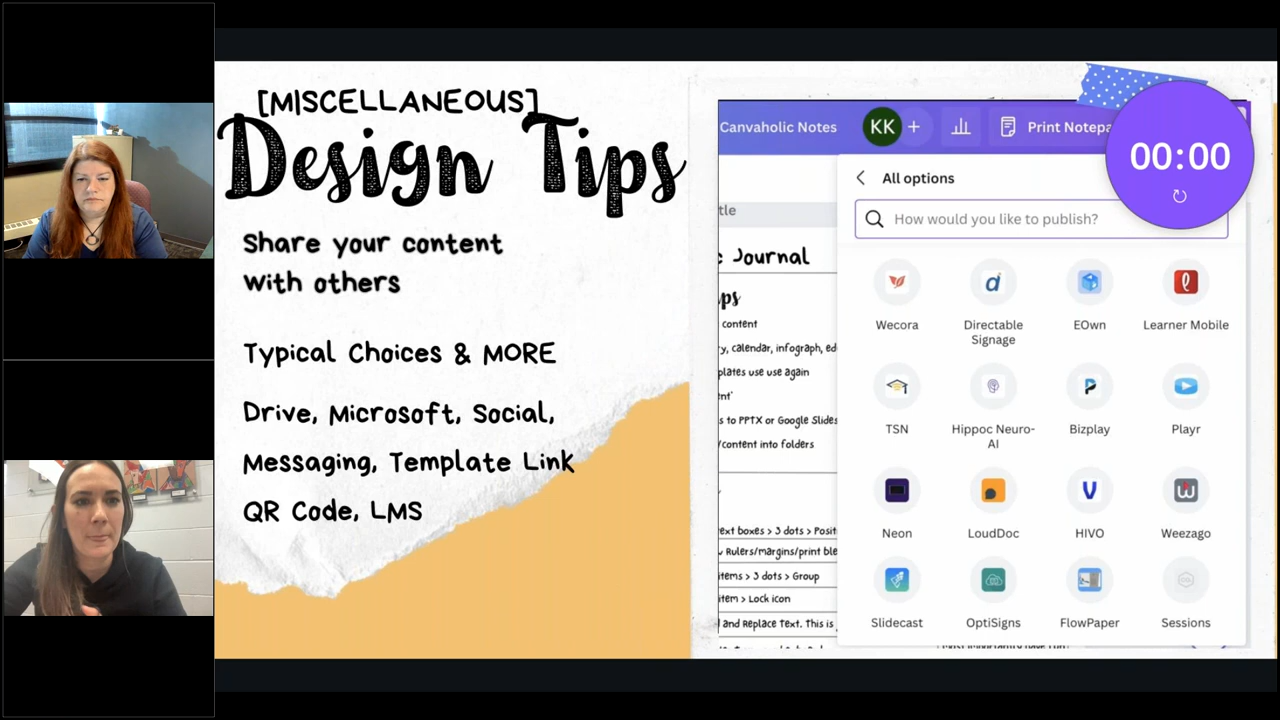 [MISCELLANEOUS]
Design Tips
Share your content
with others
Typical Choices & MORE
Drive, Microsoft, Social,
Messaging, Template Link
QR Code, LMS
Canvaholic Notes
KK
+
Print Notepa
00:00
All options
How would you like to publish?
Wecora
Directable
Signage
EOwn
Learner Mobile
TSN
Hippoc Neuro-
AI
Bizplay
Playr
Neon
LoudDoc
HIVO
Weezago
Slidecast
OptiSigns
FlowPaper
Sessions
tle
c Journal
ips
content
y, calendar, infograph, ed
plates use use again
ent'
s to PPTX or Google Slides
/content into folders
ext boxes > 3 dots > Positi
Rulers/margins/print ble
items > 3 dots > Group
item > Lock icon
and Replace Text. This is